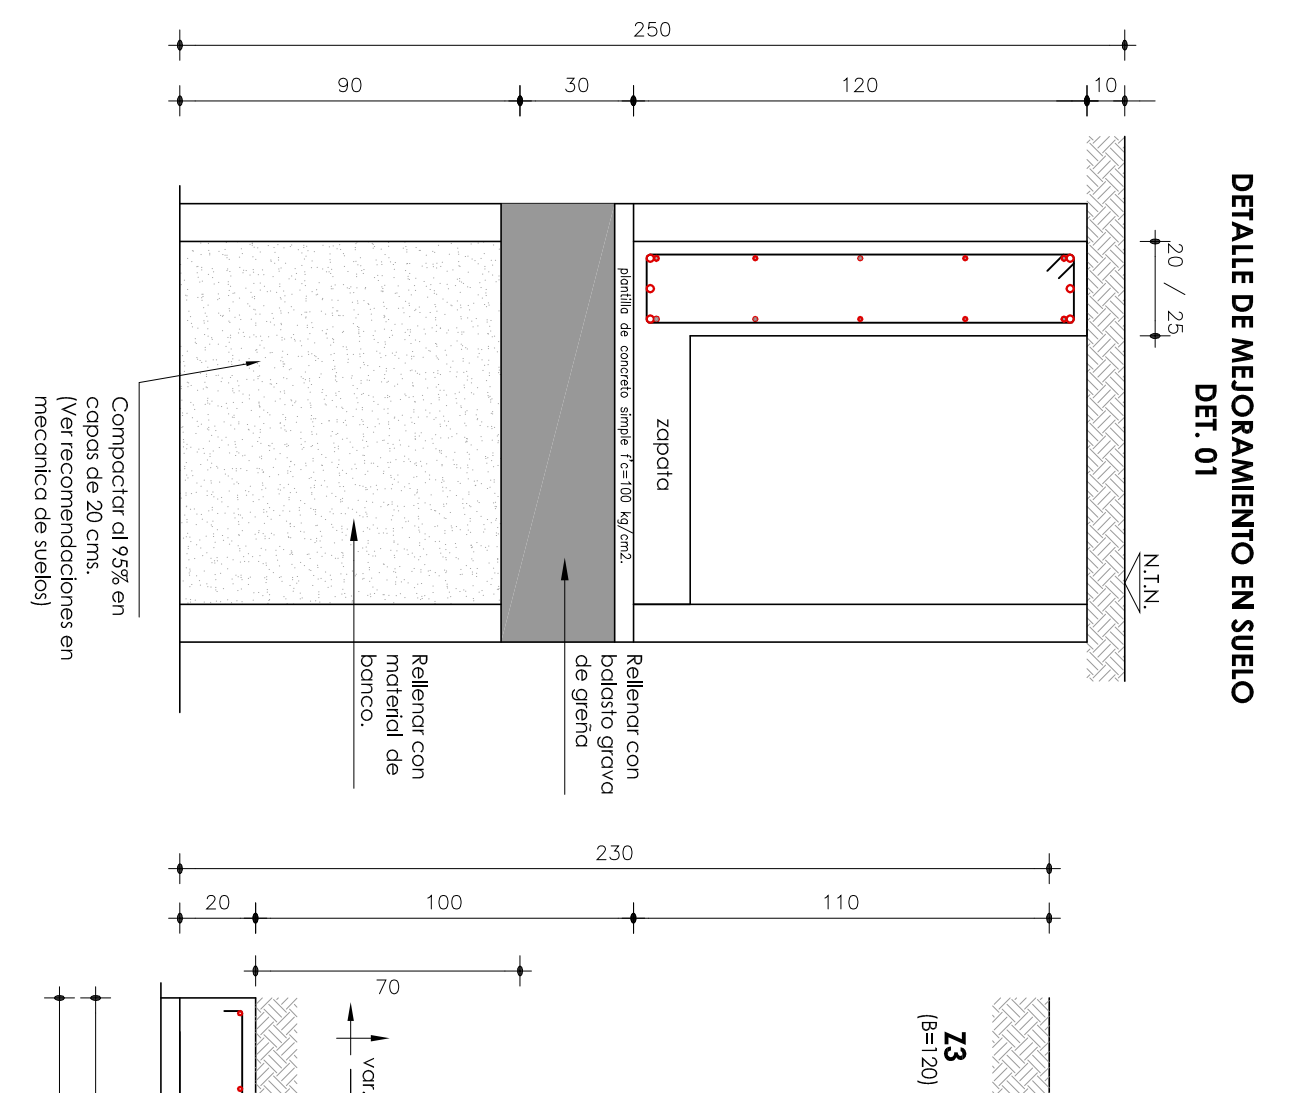 DETALLE DE MEJORAMIENTO EN SUELO
DET. 01
250
90
30
120
10
20 / 25
N.T.N.
zapata
plantilla de concreto simple f'c=100 kg/cm2.
Rellenar con
balasto grava
de greña
Rellenar con
material de
banco.
Compactar al 95% en
capas de 20 cms.
(Ver recomendaciones en
mecanica de suelos)
230
20
100
110
70
Z3
(B=120)
var.